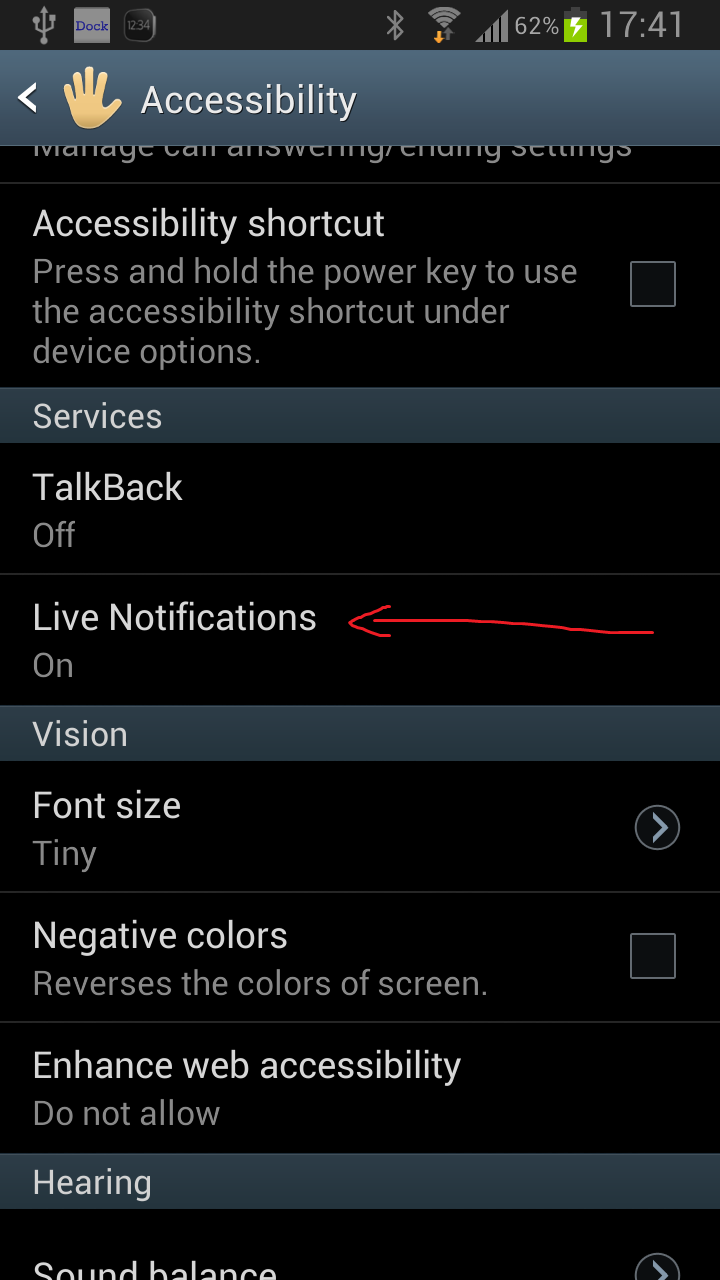 Dock 12:34 62% 17:41
Accessibility
Manage call answering/ending settings
Accessibility shortcut
Press and hold the power key to use
the accessibility shortcut under
device options.
Services
TalkBack
Off
Live Notifications
On
Vision
Font size
Tiny
Negative colors
Reverses the colors of screen.
Enhance web accessibility
Do not allow
Hearing
Sound balance